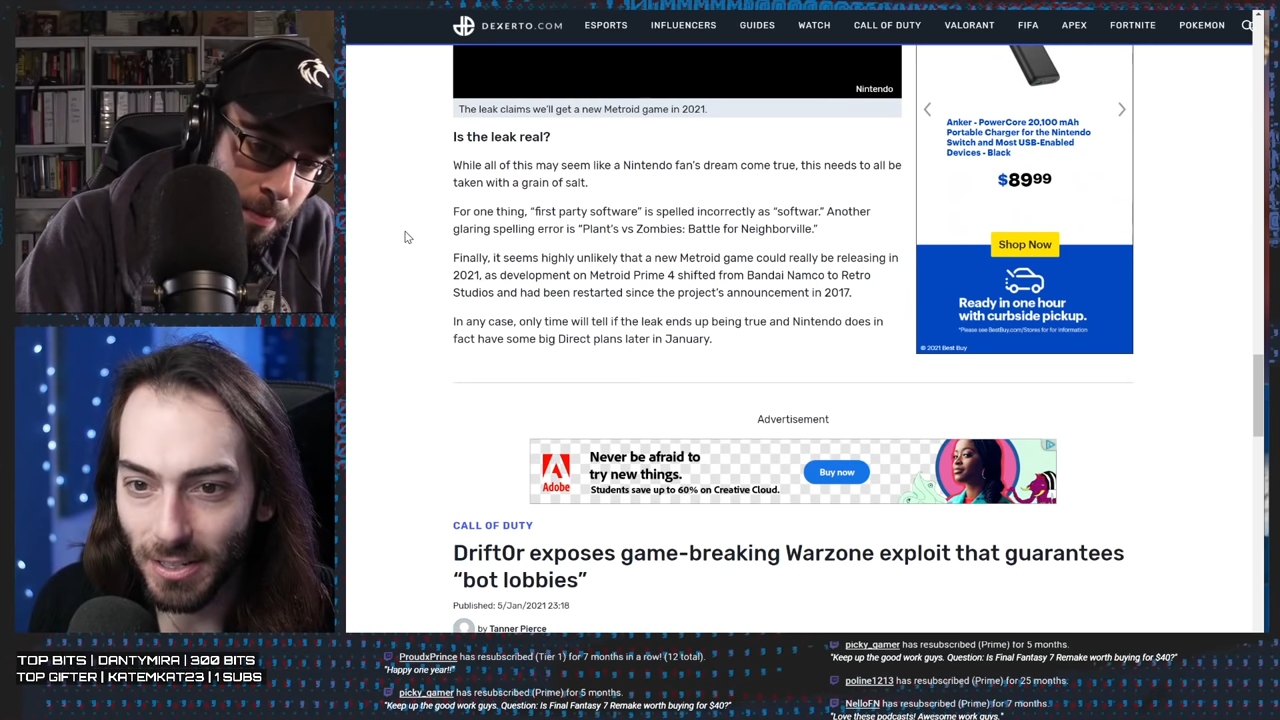 DEXERTO.COM
ESPORTS INFLUENCERS GUIDES WATCH CALL OF DUTY VALORANT FIFA APEX FORTNITE POKEMON
Nintendo
The leak claims we'll get a new Metroid game in 2021.
Is the leak real?
While all of this may seem like a Nintendo fan's dream come true, this needs to all be
taken with a grain of salt.
For one thing, "first party software" is spelled incorrectly as "softwar." Another
glaring spelling error is "Plant's vs Zombies: Battle for Neighborville."
Finally, it seems highly unlikely that a new Metroid game could really be releasing in
2021, as development on Metroid Prime 4 shifted from Bandai Namco to Retro
Studios and had been restarted since the project's announcement in 2017.
In any case, only time will tell if the leak ends up being true and Nintendo does in
fact have some big Direct plans later in January.
Anker - PowerCore 20,100 mAh
Portable Charger for the Nintendo
Switch and Most USB-Enabled
Devices - Black
$89.99
Shop Now
Ready in one hour
with curbside pickup.
*Please see BestBuy.com/Stores for for information
© 2021 Best Buy
Advertisement
Adobe
Never be afraid to
try new things.
Students save up to 60% on Creative Cloud.
Buy now
CALL OF DUTY
Drift0r exposes game-breaking Warzone exploit that guarantees
"bot lobbies"
Published: 5/Jan/2021 23:18
by Tanner Pierce
TOP BITS | DANTYMIRA | 300 BITS
TOP GIFTER | KATEMKAT23 | 1 SUBS
ProudxPrince has resubscribed (Tier 1) for 7 months in a row! (12 total).
"Happy one year!!"
picky_gamer has resubscribed (Prime) for 5 months.
"Keep up the good work guys. Question: Is Final Fantasy 7 Remake worth buying for $40?"
picky_gamer has resubscribed (Prime) for 5 months.
"Keep up the good work guys. Question: Is Final Fantasy 7 Remake worth buying for $40?"
poline1213 has resubscribed (Prime) for 25 months.
NelloFN has resubscribed (Prime) for 7 months.
"Love these podcasts! Awesome work guys."